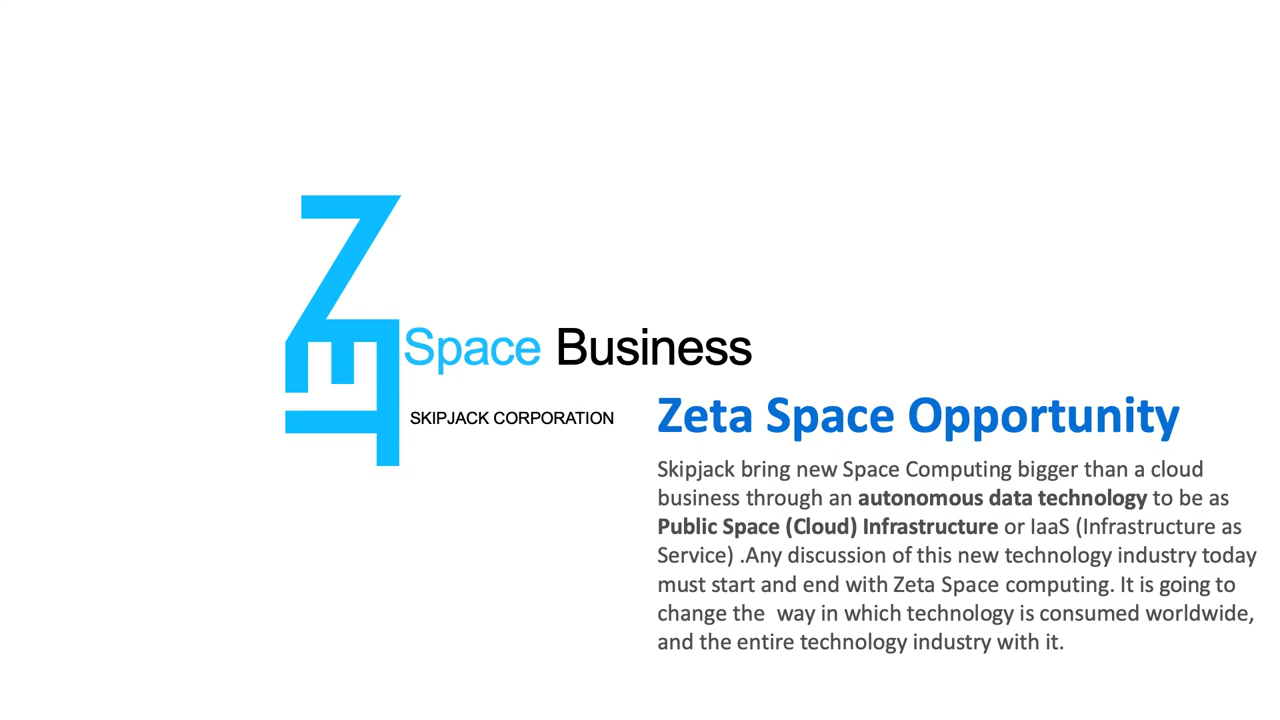 ZET
Space Business
SKIPJACK CORPORATION
Zeta Space Opportunity
Skipjack bring new Space Computing bigger than a cloud
business through an autonomous data technology to be as
Public Space (Cloud) Infrastructure or IaaS (Infrastructure as
Service) .Any discussion of this new technology industry today
must start and end with Zeta Space computing. It is going to
change the  way in which technology is consumed worldwide,
and the entire technology industry with it.